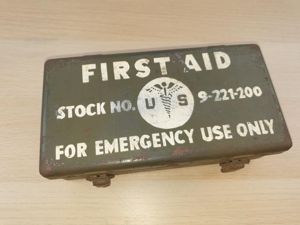 FIRST AID
STOCK NO. U S 9-221-200
FOR EMERGENCY USE ONLY